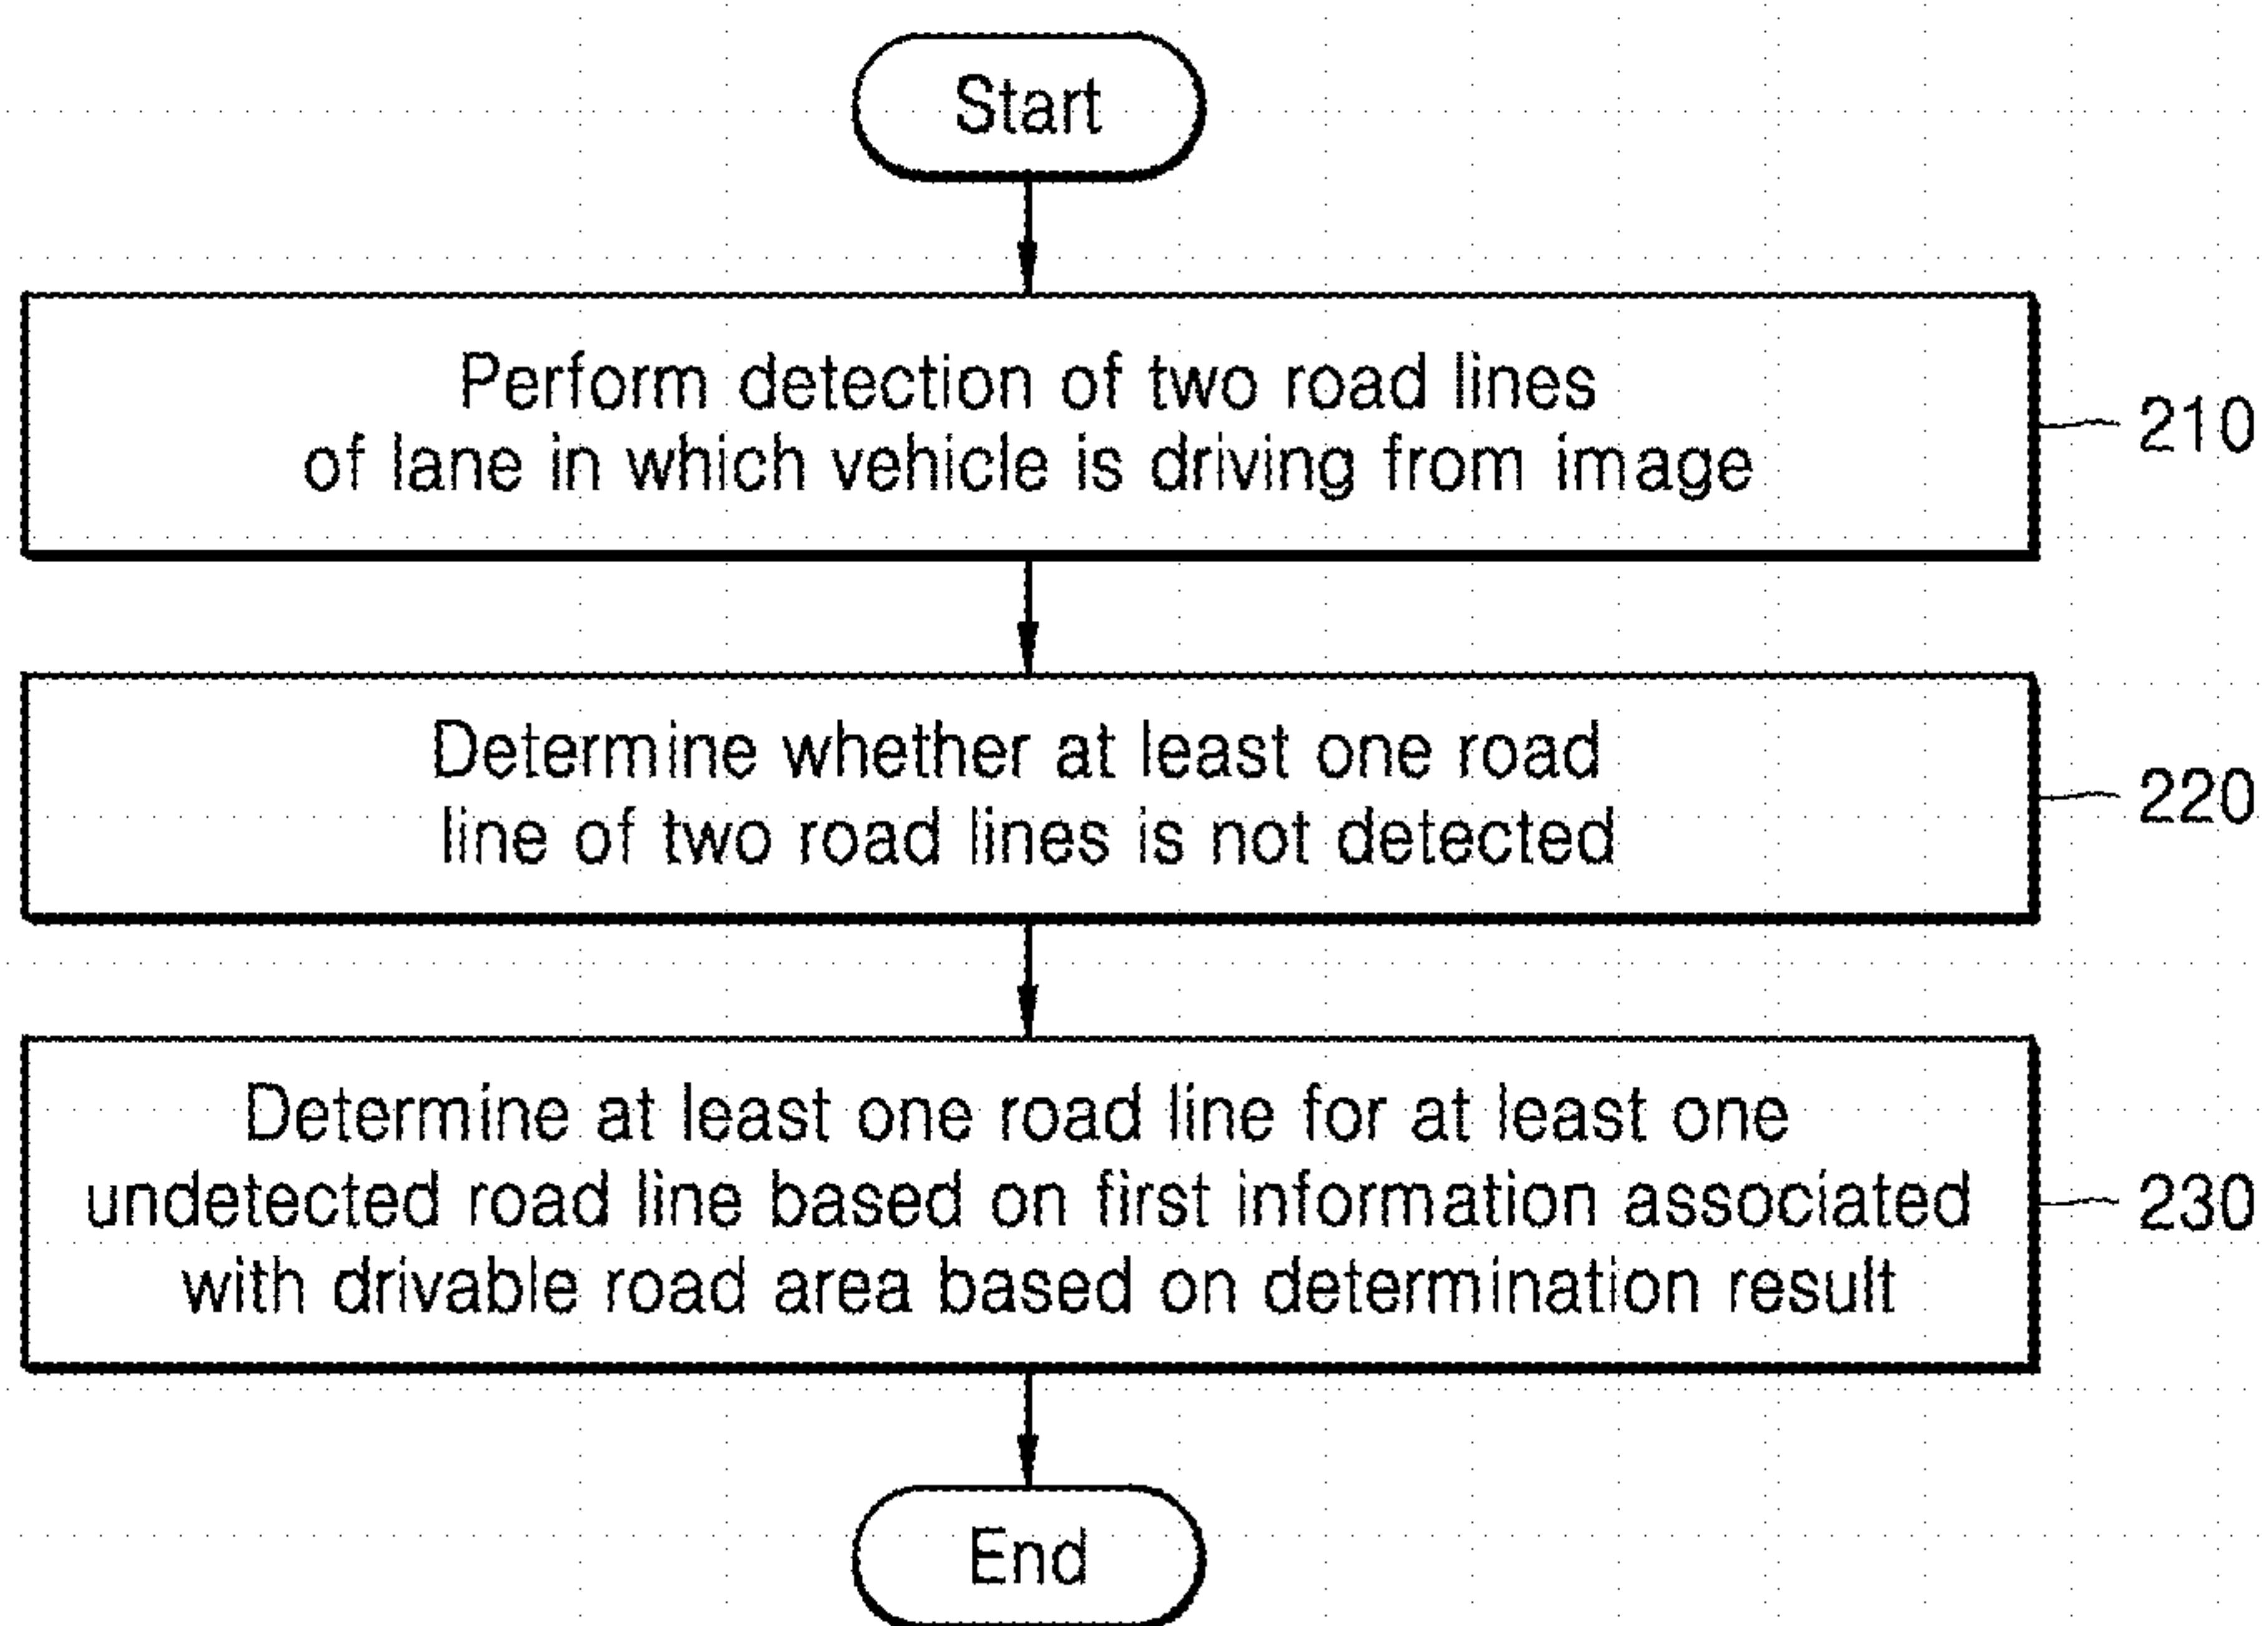 Start
Perform detection of two road lines
of lane in which vehicle is driving from image
210
Determine whether at least one road
line of two road lines is not detected
220
Determine at least one road line for at least one
undetected road line based on first information associated
with drivable road area based on determination result
230
End